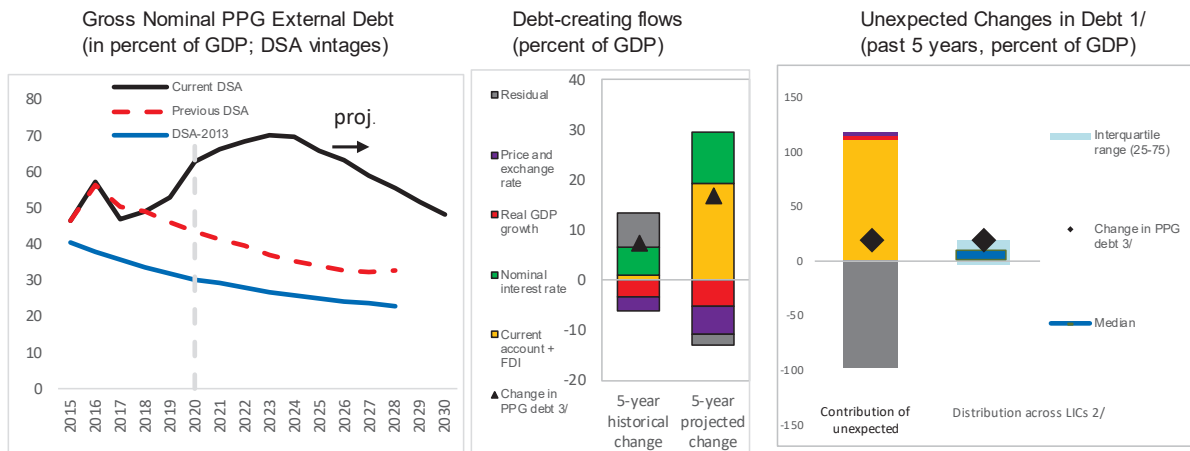 Gross Nominal PPG External Debt
(in percent of GDP; DSA vintages)
Current DSA
Previous DSA
DSA-2013
proj.
80
70
60
50
40
30
20
10
0
2015
2016
2017
2018
2019
2020
2021
2022
2023
2024
2025
2026
2027
2028
2029
2030
Debt-creating flows
(percent of GDP)
Residual
Price and
exchange
rate
Real GDP
growth
Nominal
interest rate
Current
account +
FDI
Change in
PPG debt 3/
40
30
20
10
0
-10
-20
5-year
historical
change
5-year
projected
change
Unexpected Changes in Debt 1/
(past 5 years, percent of GDP)
150
100
50
0
-50
-100
-150
Interquartile
range (25-75)
Change in PPG
debt 3/
Median
Contribution of
unexpected
Distribution across LICs 2/